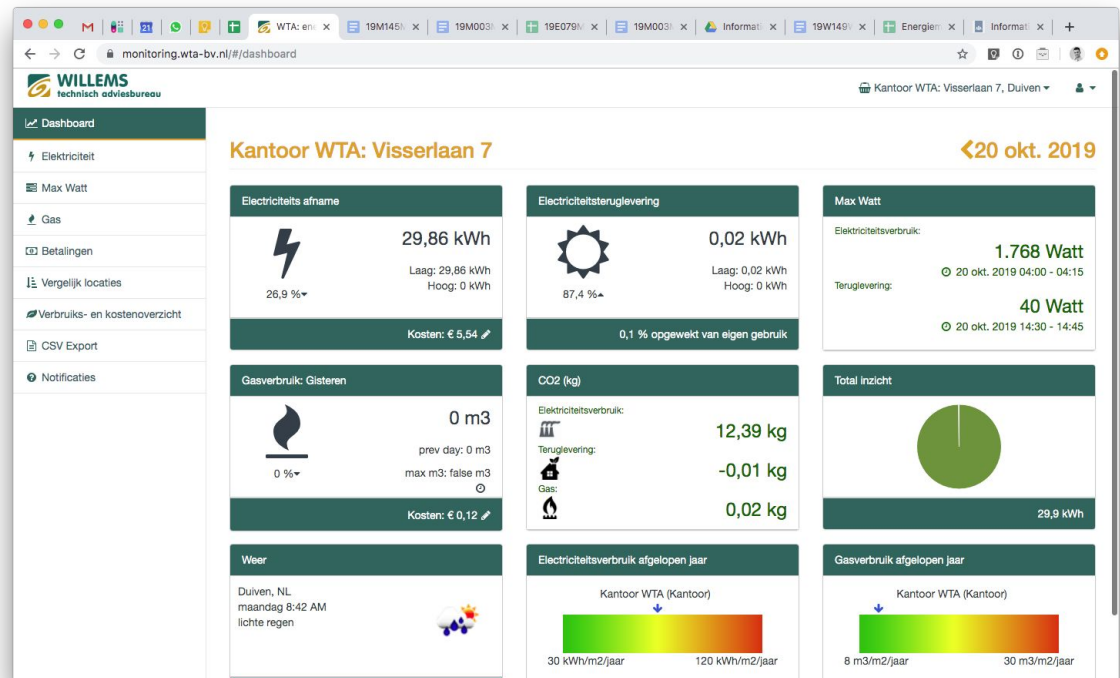 21
WTA: ene
19M145M
19M003M
19E079M
19M003M
Informati
19W149V
Energiem
Informati
monitoring.wta-bv.nl/#/dashboard
WILLEMS
technisch adviesbureau
Kantoor WTA: Visserlaan 7, Duiven
Dashboard
Elektriciteit
Max Watt
Gas
Betalingen
Vergelijk locaties
Verbruiks- en kostenoverzicht
CSV Export
Notificaties
Kantoor WTA: Visserlaan 7
20 okt. 2019
Electriciteits afname
29,86 kWh
Laag: 29,86 kWh
Hoog: 0 kWh
26,9 %
Kosten: € 5,54
Electriciteitsteruglevering
0,02 kWh
Laag: 0,02 kWh
Hoog: 0 kWh
87,4 %
0,1 % opgewekt van eigen gebruik
Max Watt
Elektriciteitsverbruik:
1.768 Watt
20 okt. 2019 04:00 - 04:15
Teruglevering:
40 Watt
20 okt. 2019 14:30 - 14:45
Gasverbruik: Gisteren
0 m3
prev day: 0 m3
max m3: false m3
0 %
Kosten: € 0,12
CO2 (kg)
Elektriciteitsverbruik:
12,39 kg
Teruglevering:
-0,01 kg
Gas:
0,02 kg
Total inzicht
29,9 kWh
Weer
Duiven, NL
maandag 8:42 AM
lichte regen
Electriciteitsverbruik afgelopen jaar
Kantoor WTA (Kantoor)
30 kWh/m2/jaar 120 kWh/m2/jaar
Gasverbruik afgelopen jaar
Kantoor WTA (Kantoor)
8 m3/m2/jaar 30 m3/m2/jaar